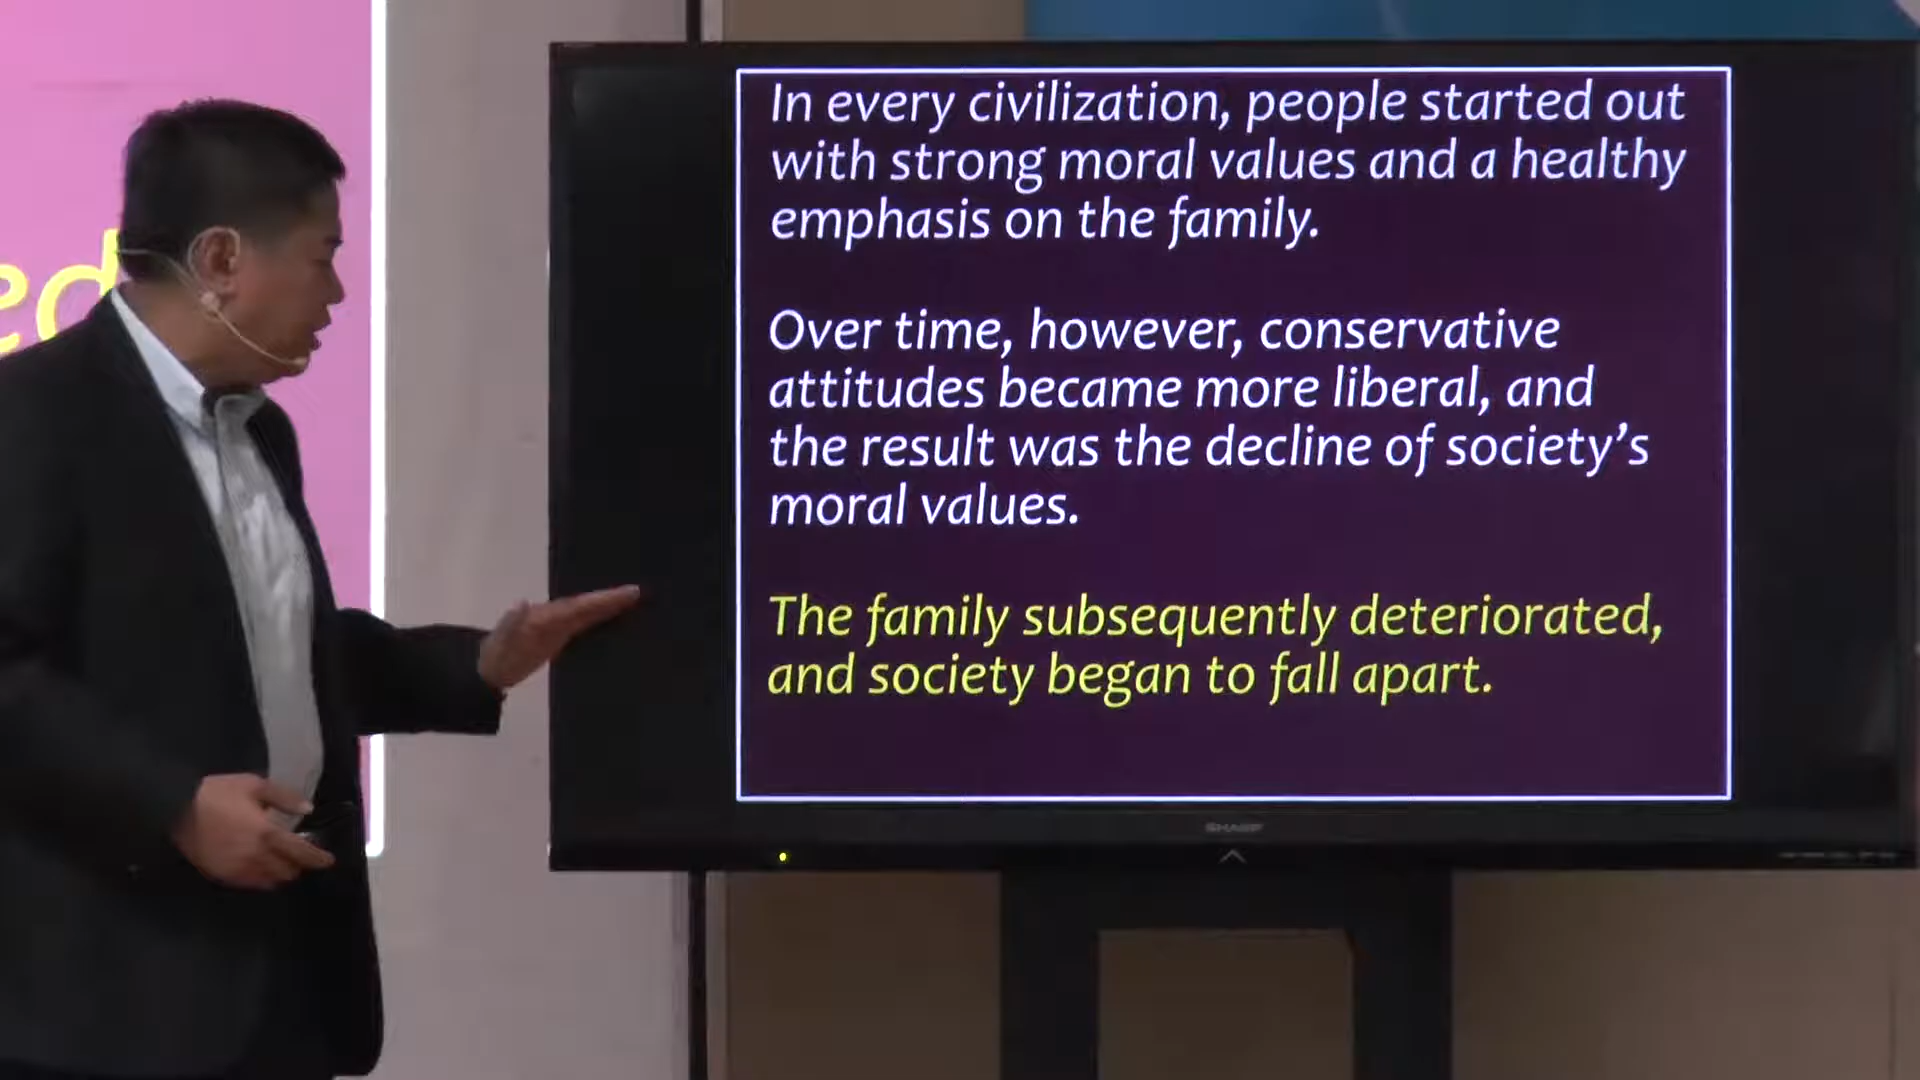 ed
In every civilization, people started out
with strong moral values and a healthy
emphasis on the family.
Over time, however, conservative
attitudes became more liberal, and
the result was the decline of society's
moral values.
The family subsequently deteriorated,
and society began to fall apart.
SHARP